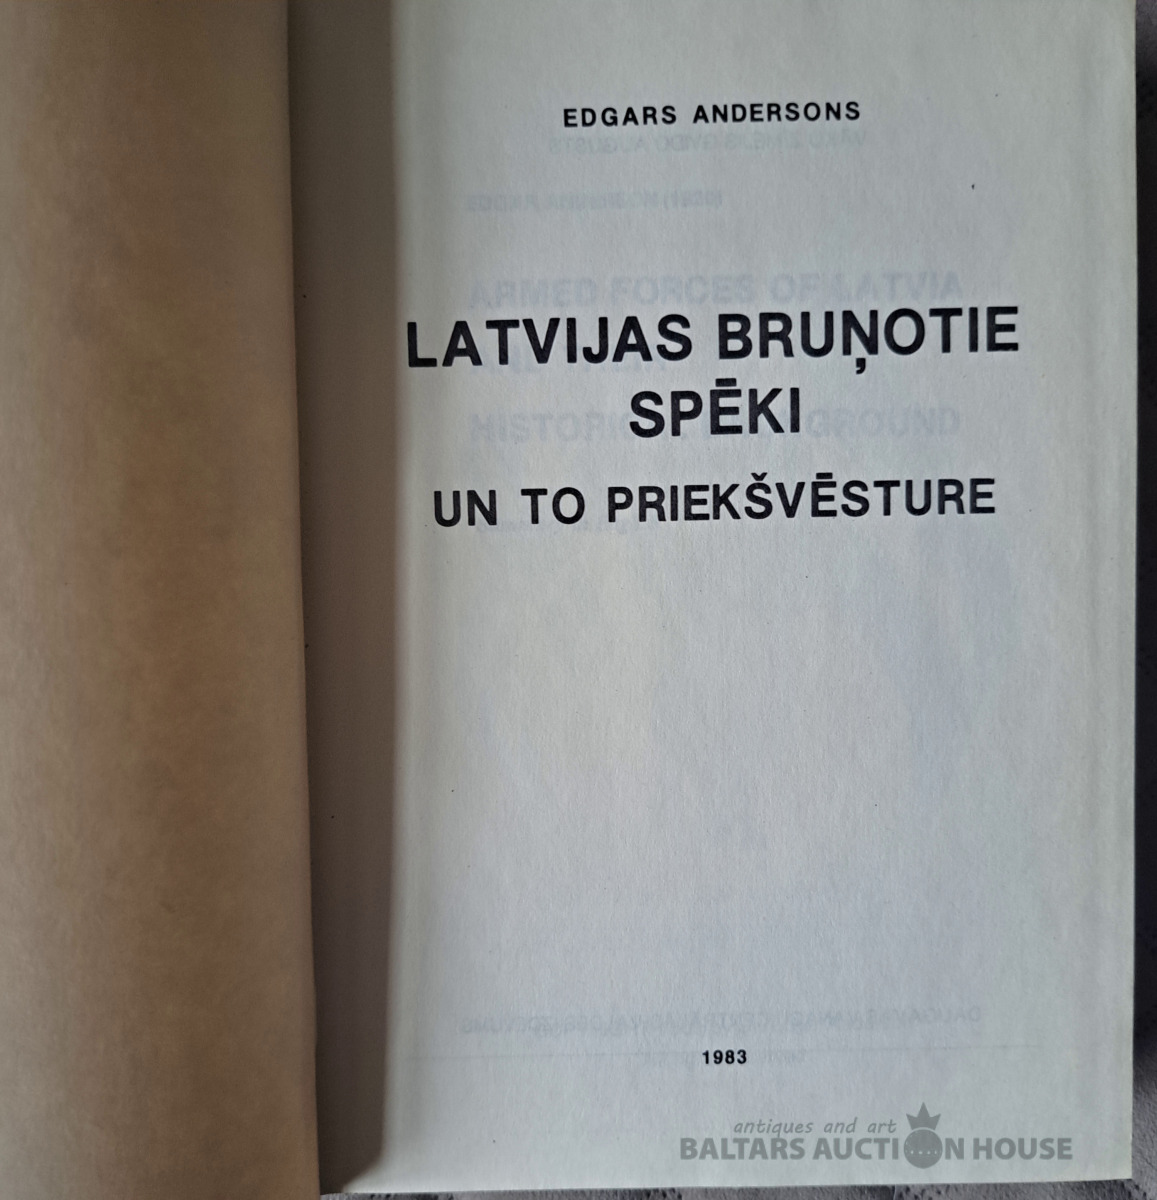 EDGARS ANDERSONS
LATVIJAS BRUŅOTIE
SPĒKI
UN TO PRIEKŠVĒSTURE
1983
antiques and art
BALTARS AUCTION HOUSE